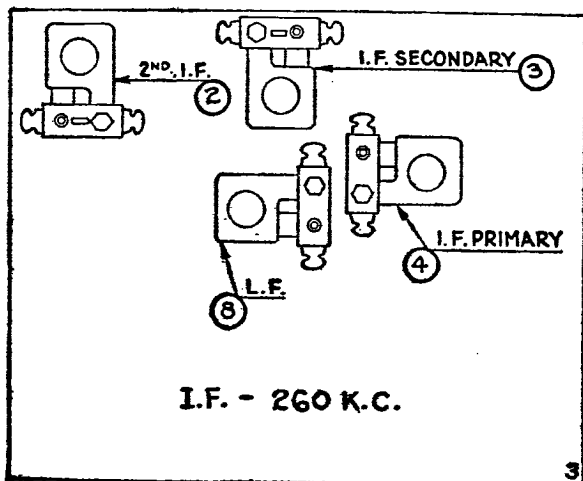 2ND. I.F.
2
I.F. SECONDARY
3
I.F. PRIMARY
4
L.F.
8
I.F. - 260 K.C.
3